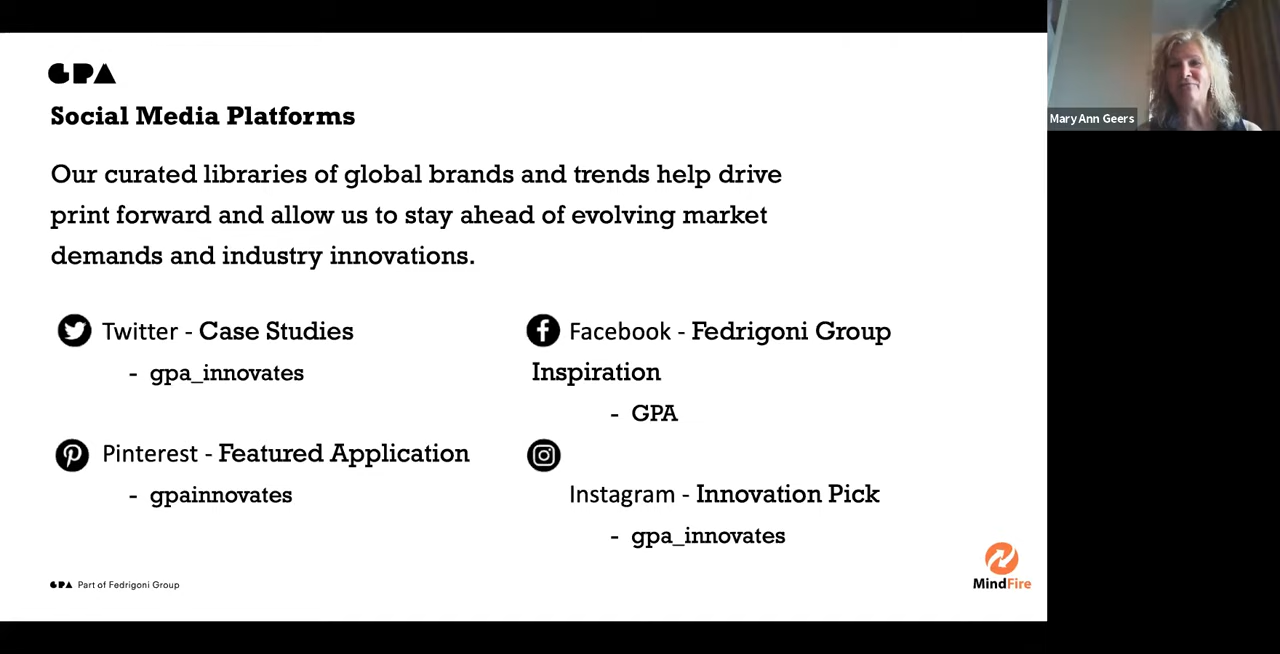 GPA
Social Media Platforms
Our curated libraries of global brands and trends help drive
print forward and allow us to stay ahead of evolving market
demands and industry innovations.
Twitter - Case Studies
- gpa_innovates
Facebook - Fedrigoni Group
Inspiration
- GPA
Pinterest - Featured Application
- gpainnovates
Instagram - Innovation Pick
- gpa_innovates
GPA Part of Fedrigoni Group
MindFire
Mary Ann Geers